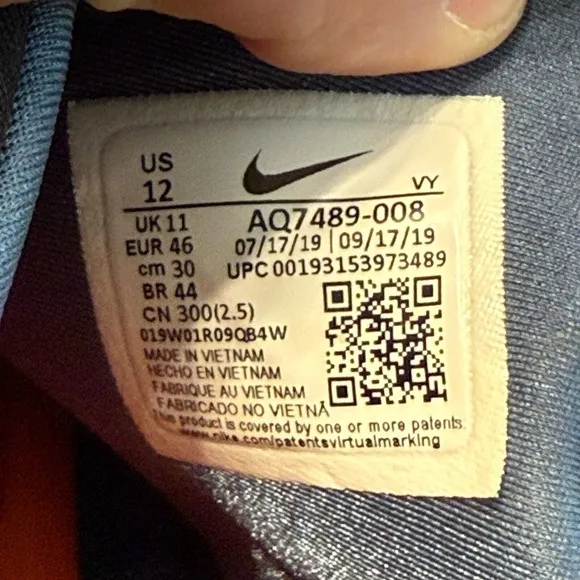 US
12
VY
UK 11
AQ7489-008
EUR 46
07/17/19 | 09/17/19
cm 30
UPC 00193153973489
BR 44
CN 300(2.5)
019W01R09QB4W
MADE IN VIETNAM
HECHO EN VIETNAM
FABRIQUE AU VIETNAM
FABRICADO NO VIETNÃ
This product is covered by one or more patents.
www.nike.com/patentsvirtualmarking